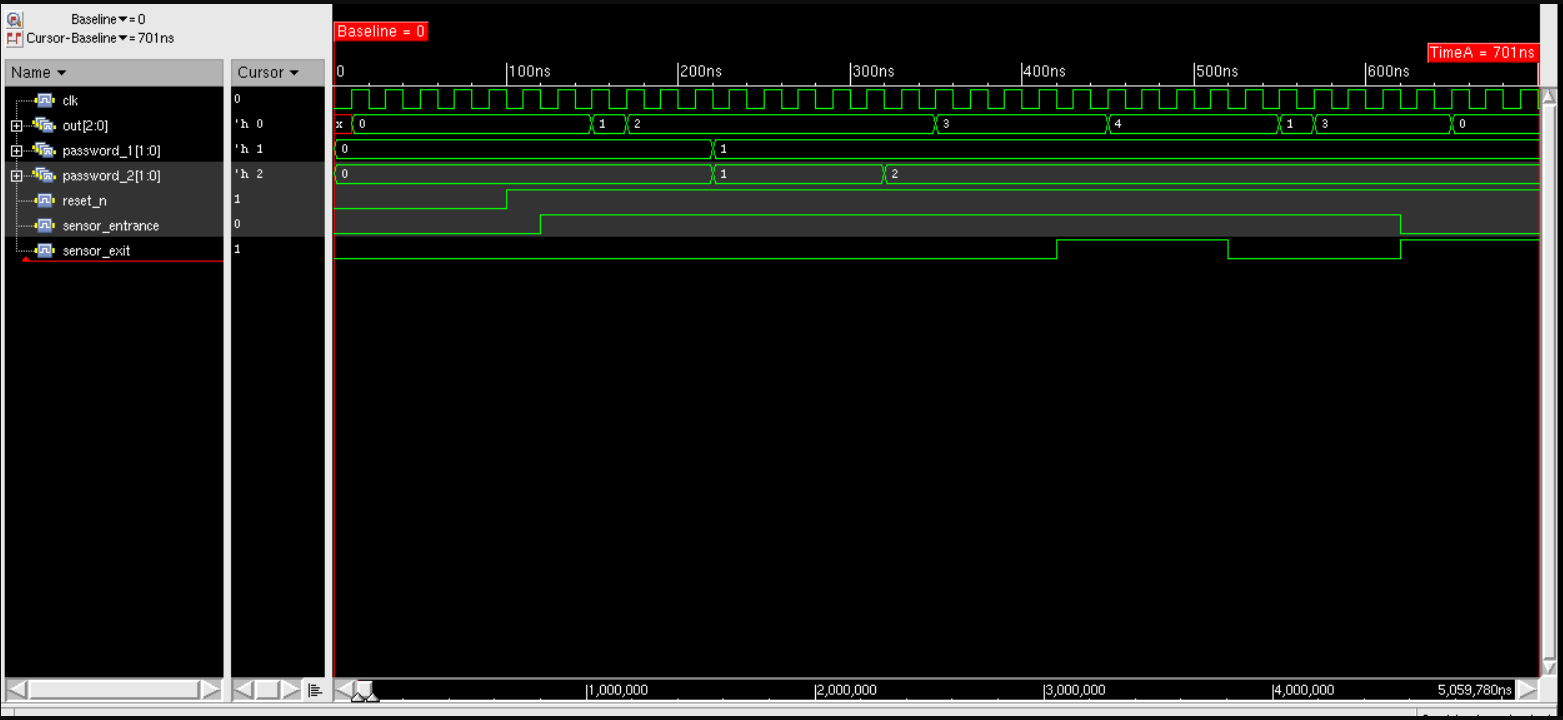 Baseline▼= 0
Cursor-Baseline▼= 701ns
Baseline = 0
TimeA = 701ns
Name ▼ Cursor ▼ 0 |100ns |200ns |300ns |400ns |500ns |600ns
clk 0
out[2:0] 'h 0 x 0 1 2 3 4 1 3 0
password_1[1:0] 'h 1 0 1
password_2[1:0] 'h 2 0 1 2
reset_n 1
sensor_entrance 0
sensor_exit 1
|1,000,000 |2,000,000 |3,000,000 |4,000,000 5,059,780ns